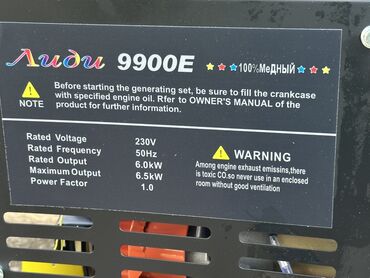 Лиди 9900E ★★★★100%МеДНЫЙ★★★★
Before starting the generating set, be sure to fill the crankcase
NOTE with specified engine oil. Rfer to OWNER'S MANUAL of the
product for further information.
Rated Voltage 230V
Rated Frequency 50Hz
Rated Output 6.0kW
Maximum Output 6.5kW
Power Factor 1.0
WARNING
Among engine exhaust emissins,there
is toxic CO.so never use in an enclosed
room without good ventilation